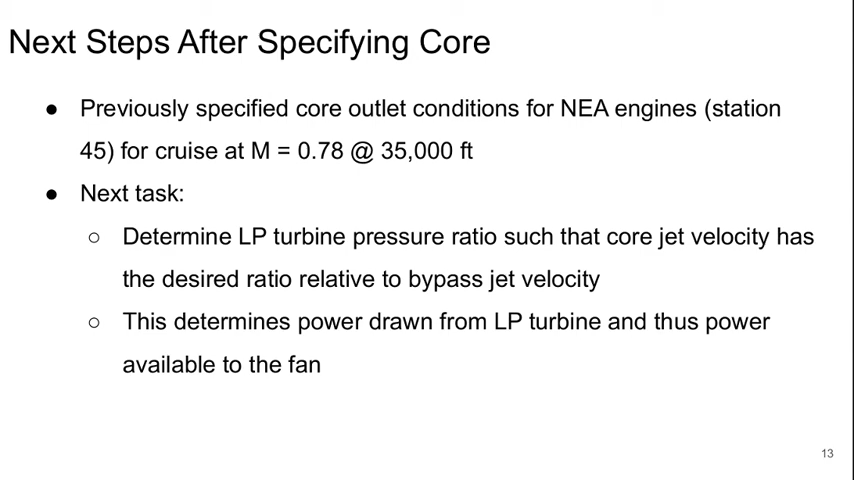 Next Steps After Specifying Core
● Previously specified core outlet conditions for NEA engines (station
45) for cruise at M = 0.78 @ 35,000 ft
● Next task:
○ Determine LP turbine pressure ratio such that core jet velocity has
the desired ratio relative to bypass jet velocity
○ This determines power drawn from LP turbine and thus power
available to the fan
13